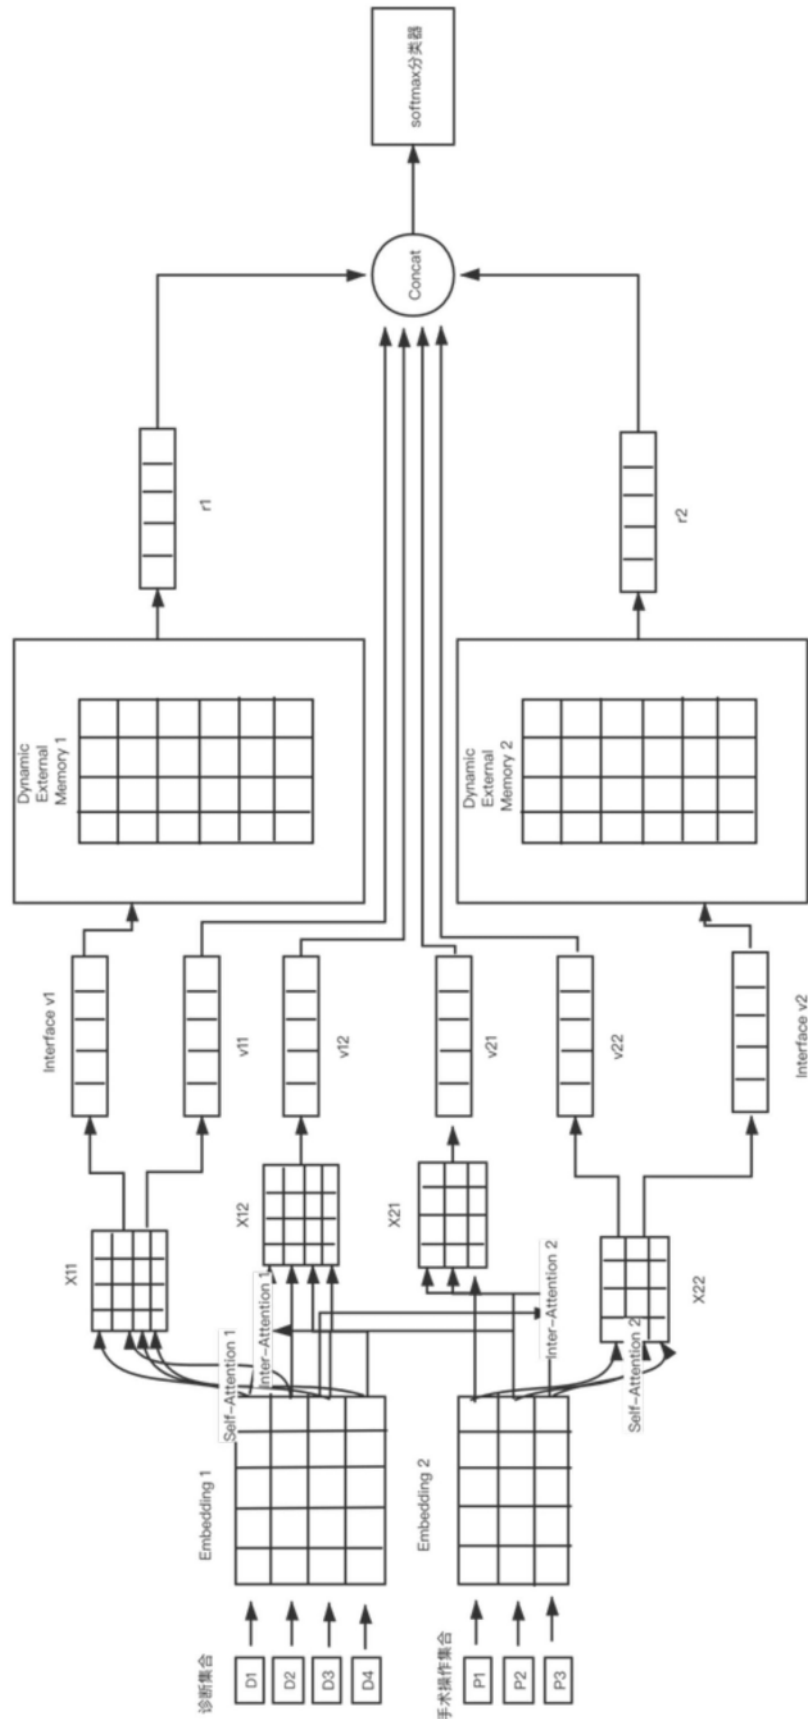 诊断集合
D1
D2
D3
D4
手术操作集合
P1
P2
P3
Embedding 1
Embedding 2
Self-Attention 1
Inter-Attention 1
Inter-Attention 2
Self-Attention 2
X11
X12
X21
X22
Interface v1
v11
v12
v21
v22
Interface v2
Dynamic
External
Memory 1
Dynamic
External
Memory 2
r1
r2
Concat
softmax分类器